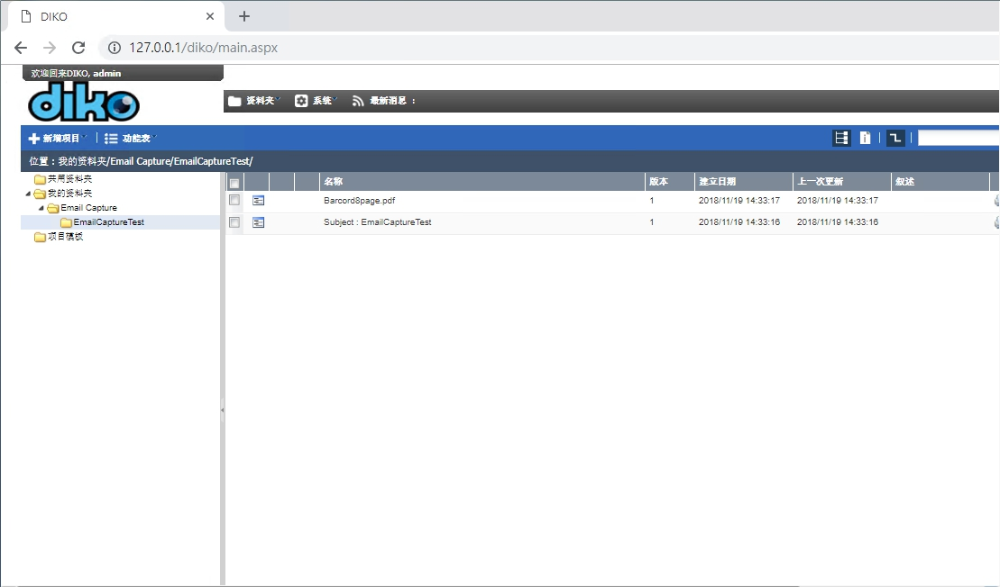 DIKO
127.0.0.1/diko/main.aspx
欢迎回来DIKO, admin
diko
资料夹 系统 最新消息 :
新增项目 功能表
位置 : 我的资料夹/Email Capture/EmailCaptureTest/
共用资料夹
我的资料夹
Email Capture
EmailCaptureTest
项目模板
名称 版本 建立日期 上一次更新 叙述
Barcord8page.pdf 1 2018/11/19 14:33:17 2018/11/19 14:33:17
Subject : EmailCaptureTest 1 2018/11/19 14:33:16 2018/11/19 14:33:16